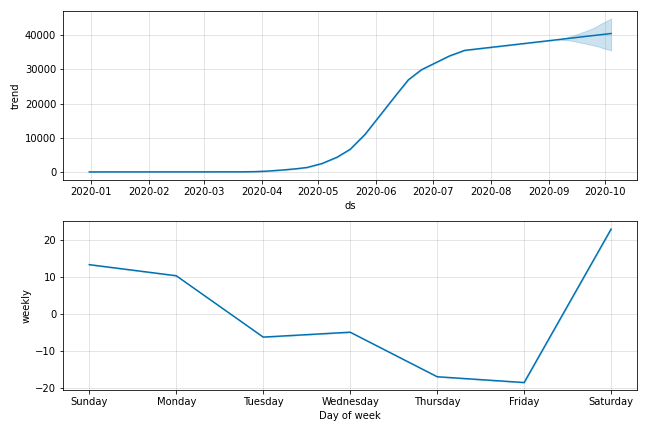 40000
30000
20000
10000
0
trend
2020-01 2020-02 2020-03 2020-04 2020-05 2020-06 2020-07 2020-08 2020-09 2020-10
ds
20
10
0
−10
−20
weekly
Sunday Monday Tuesday Wednesday Thursday Friday Saturday
Day of week